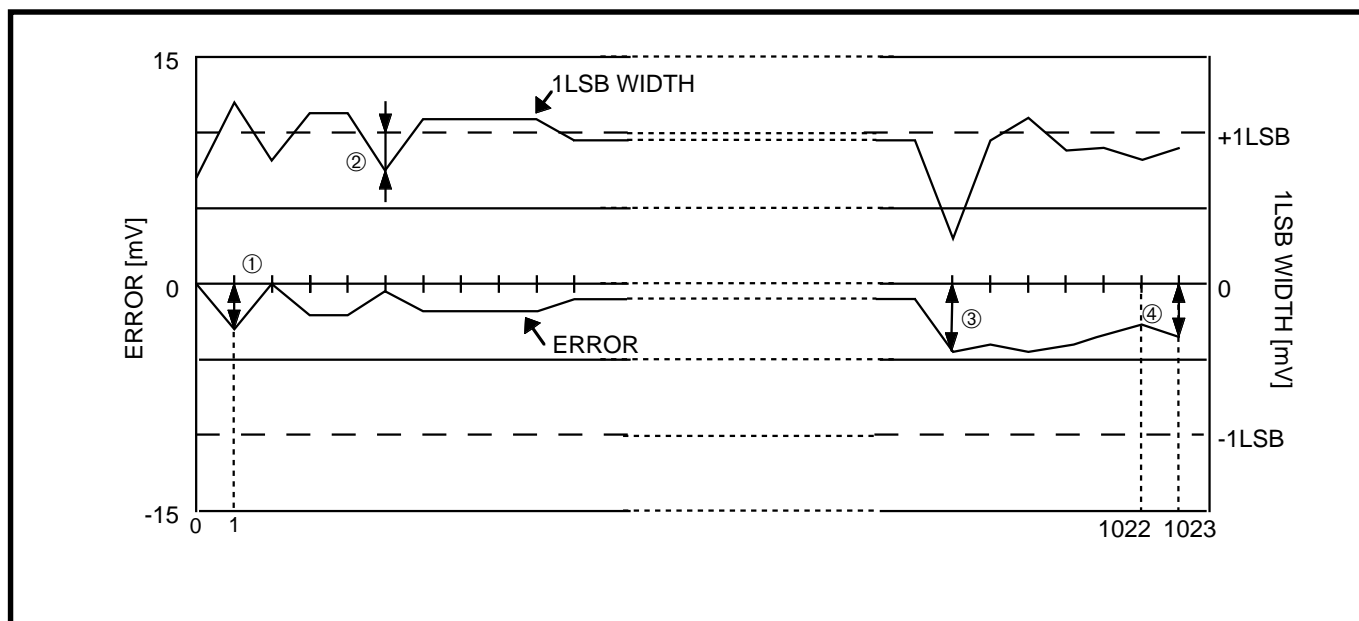 15
1LSB WIDTH
+1LSB
②
ERROR [mV]
1LSB WIDTH [mV]
①
0
0
③
④
ERROR
-1LSB
-15
0
1
1022
1023